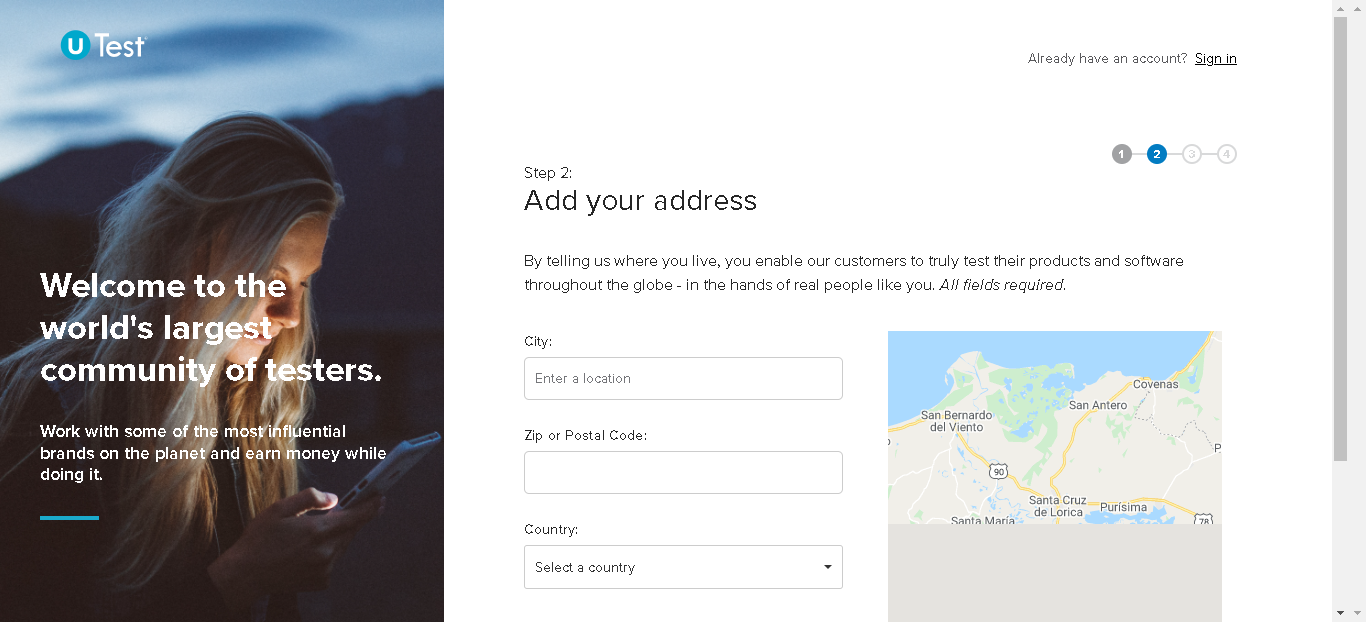 U Test
Already have an account? Sign in
1 2 3 4
Step 2:
Add your address
By telling us where you live, you enable our customers to truly test their products and software
throughout the globe - in the hands of real people like you. All fields required.
Welcome to the
world's largest
community of testers.
Work with some of the most influential
brands on the planet and earn money while
doing it.
City:
Enter a location
Zip or Postal Code:
Country:
Select a country
Covenas
San Antero
San Bernardo
del Viento
P
90
Santa Cruz
de Lorica
Purísima
Santa María
78